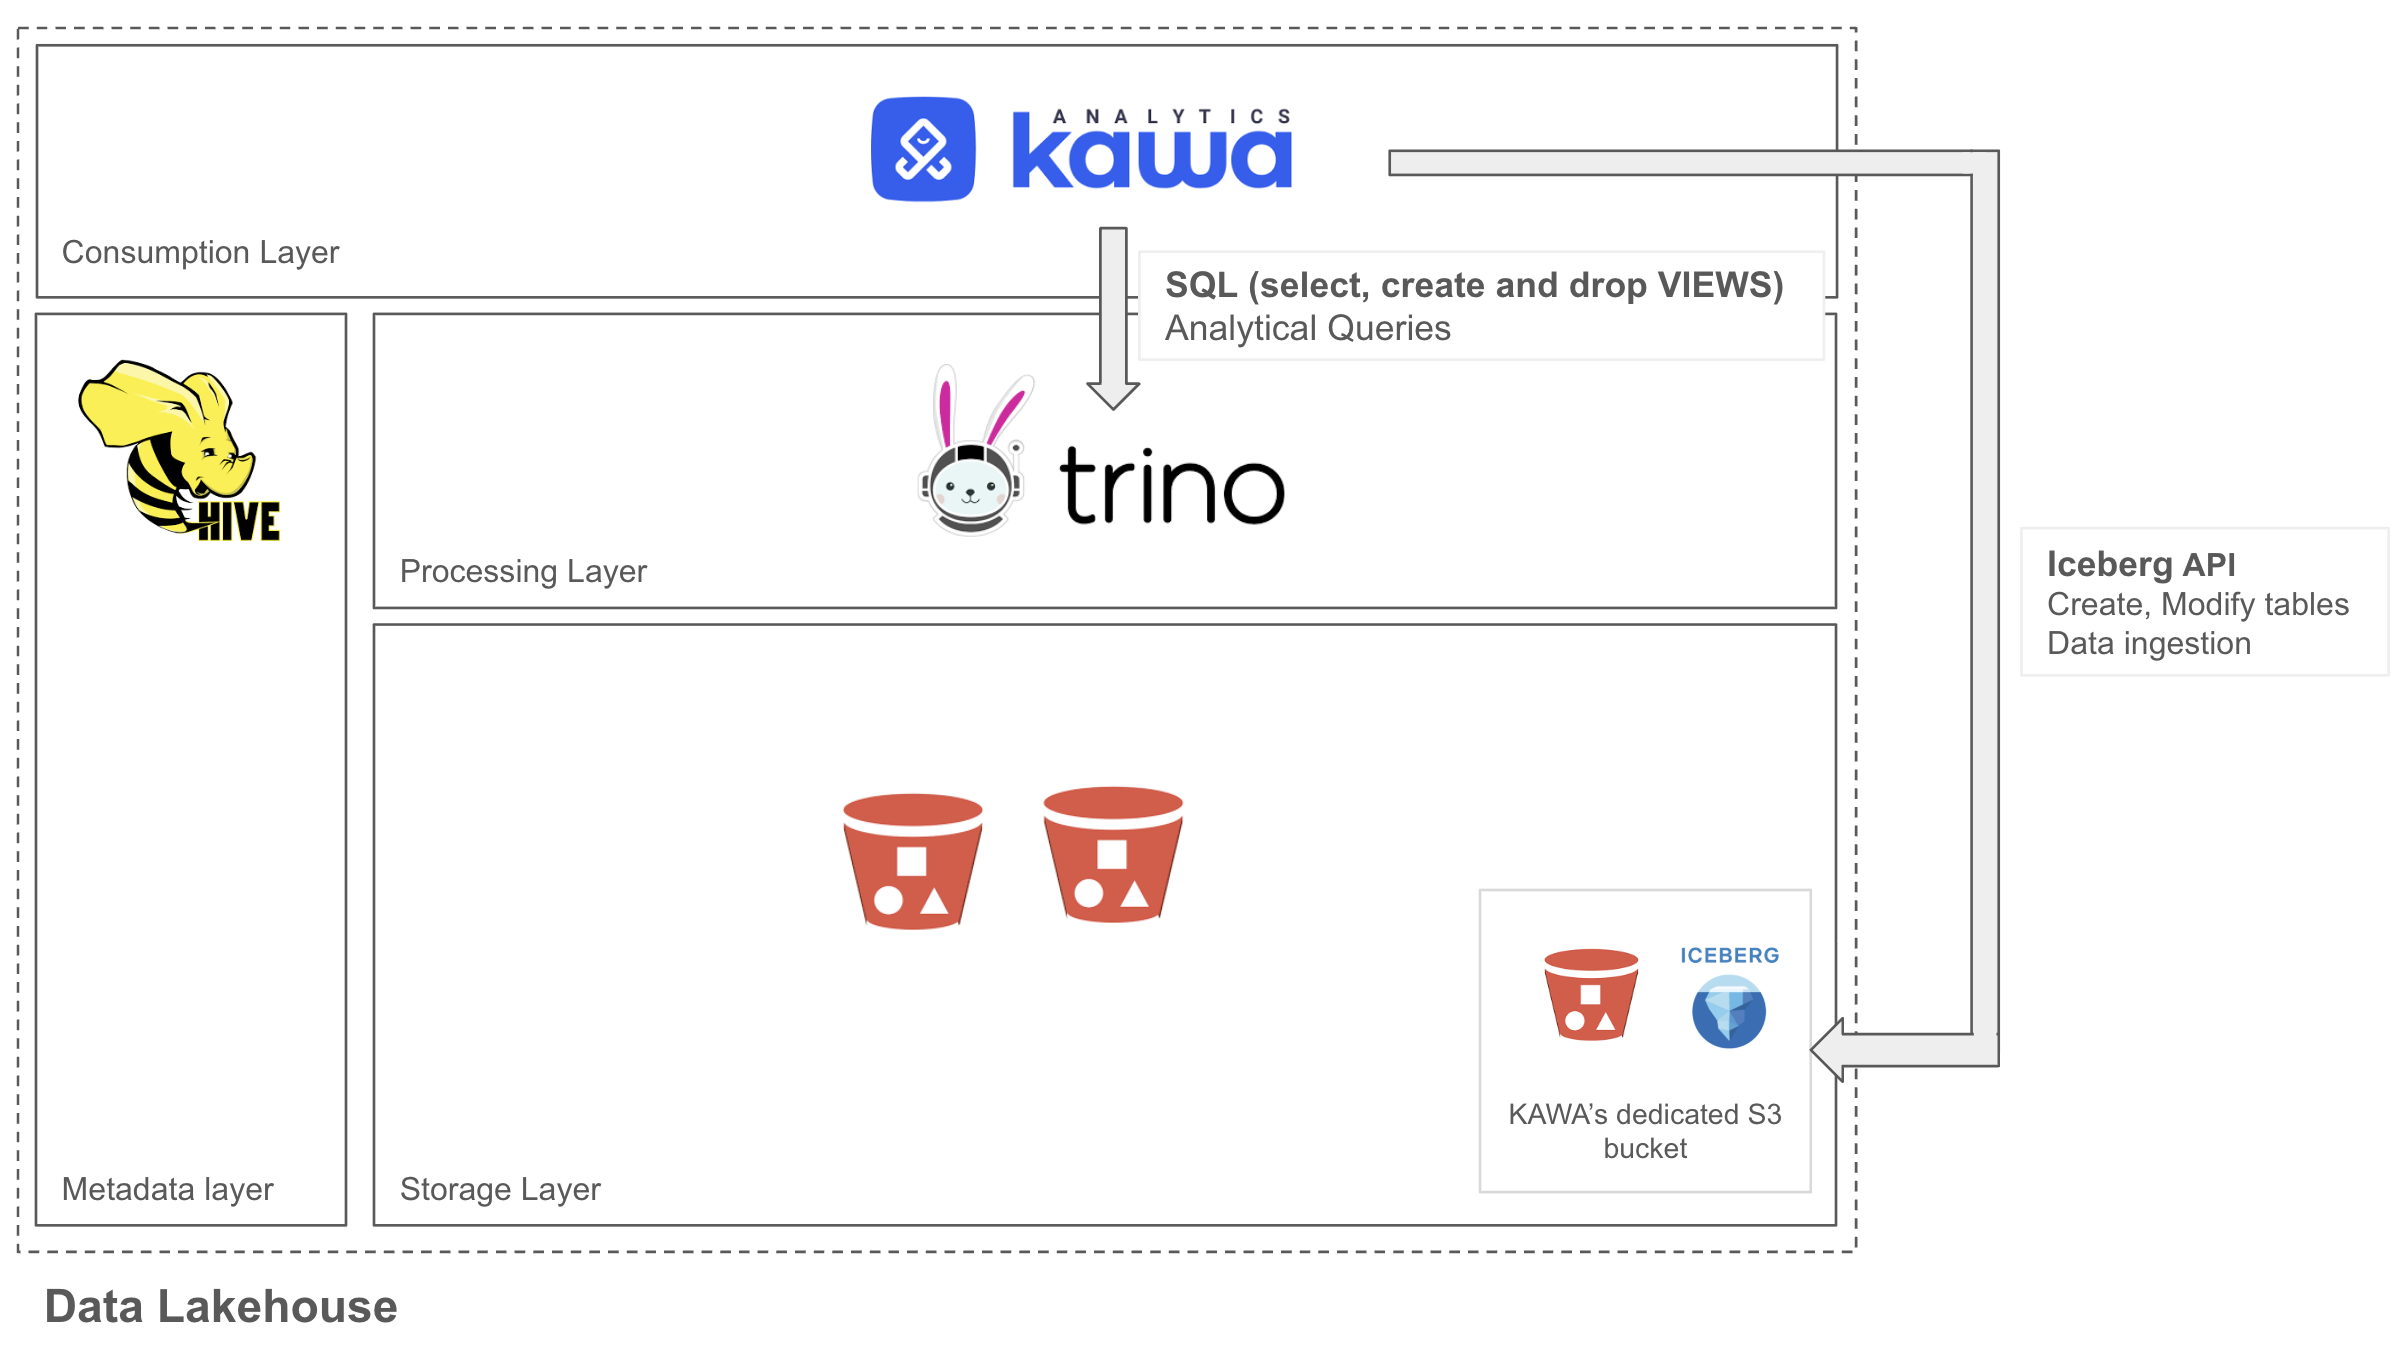 ANALYTICS
kawa
Consumption Layer
SQL (select, create and drop VIEWS)
Analytical Queries
HIVE
trino
Processing Layer
Iceberg API
Create, Modify tables
Data ingestion
ICEBERG
KAWA’s dedicated S3
bucket
Metadata layer
Storage Layer
Data Lakehouse